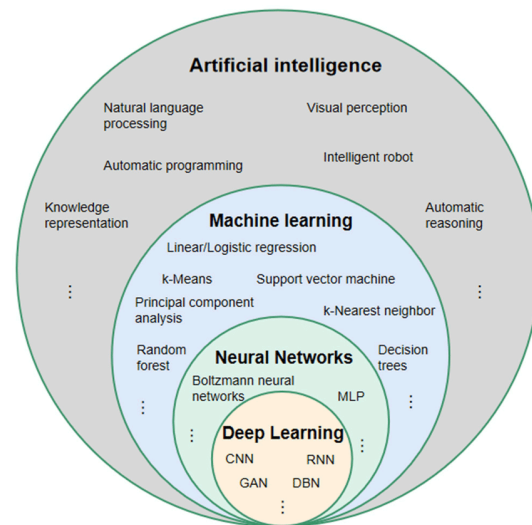 Artificial intelligence
Natural language
processing
Visual perception
Automatic programming
Intelligent robot
Knowledge
representation
Automatic
reasoning
Machine learning
Linear/Logistic regression
k-Means
Support vector machine
Principal component
analysis
k-Nearest neighbor
Random
forest
Decision
trees
Neural Networks
Boltzmann neural
networks
MLP
Deep Learning
CNN
RNN
GAN
DBN